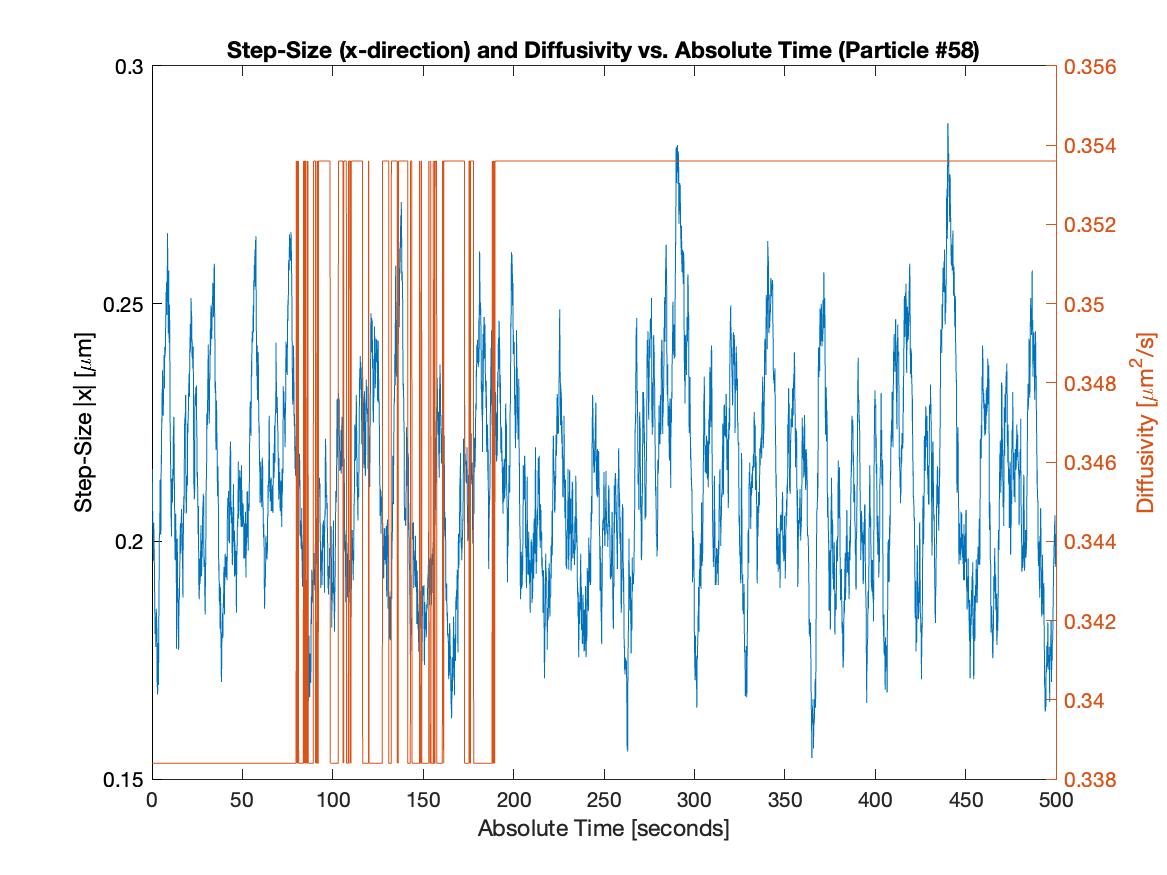 Step-Size (x-direction) and Diffusivity vs. Absolute Time (Particle #58)
0.3
0.25
0.2
0.15
Step-Size |x| [μm]
0.356
0.354
0.352
0.35
0.348
0.346
0.344
0.342
0.34
0.338
Diffusivity [μm²/s]
0 50 100 150 200 250 300 350 400 450 500
Absolute Time [seconds]